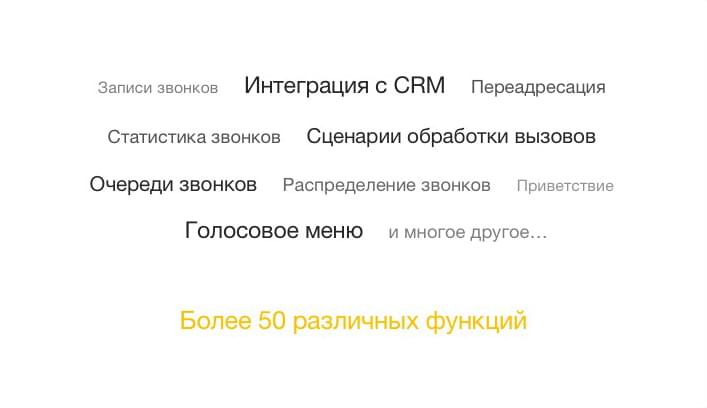 Записи звонков Интеграция с CRM Переадресация
Статистика звонков Сценарии обработки вызовов
Очереди звонков Распределение звонков Приветствие
Голосовое меню и многое другое...
Более 50 различных функций